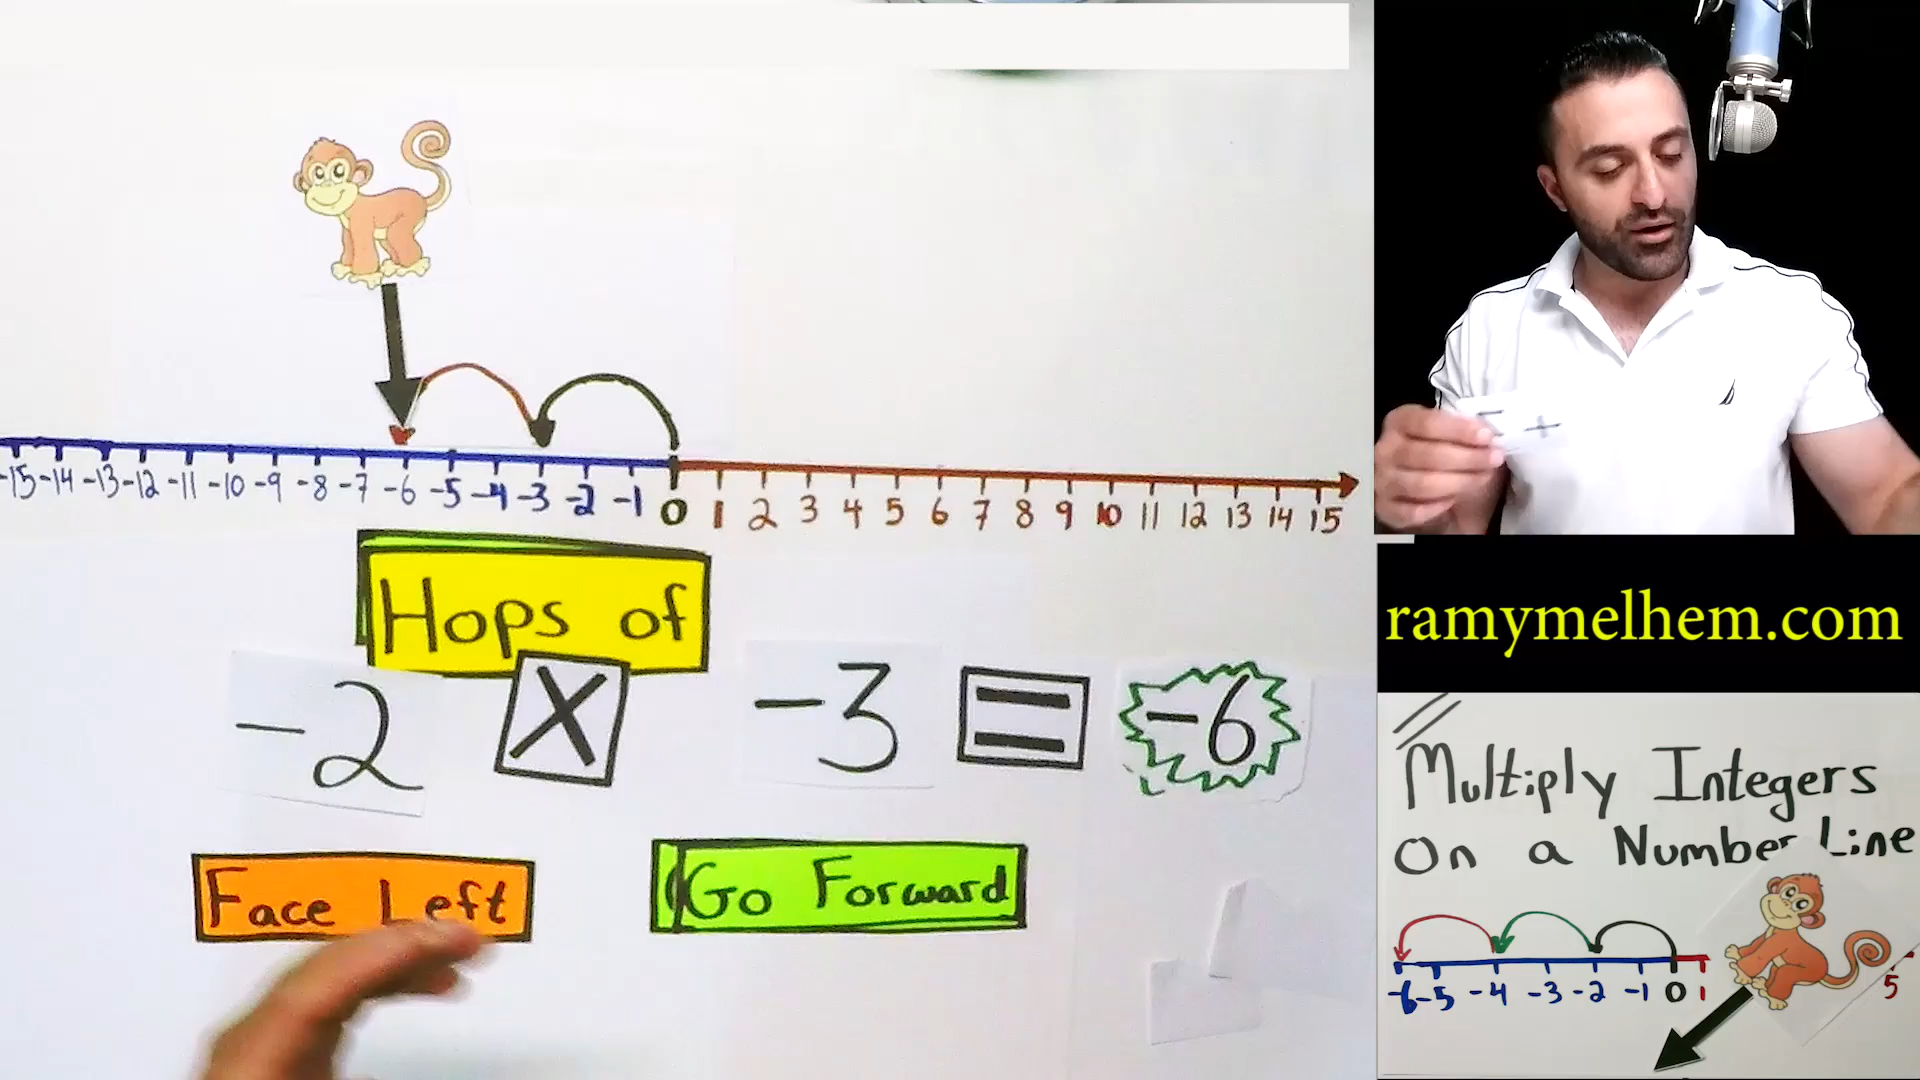 -15 -14 -13 -12 -11 -10 -9 -8 -7 -6 -5 -4 -3 -2 -1 0 1 2 3 4 5 6 7 8 9 10 11 12 13 14 15
Hops of
-2 X -3 = -6
Face Left
Go Forward
+
ramymelhem.com
Multiply Integers
On a Number Line
-6 -5 -4 -3 -2 -1 0 1 5